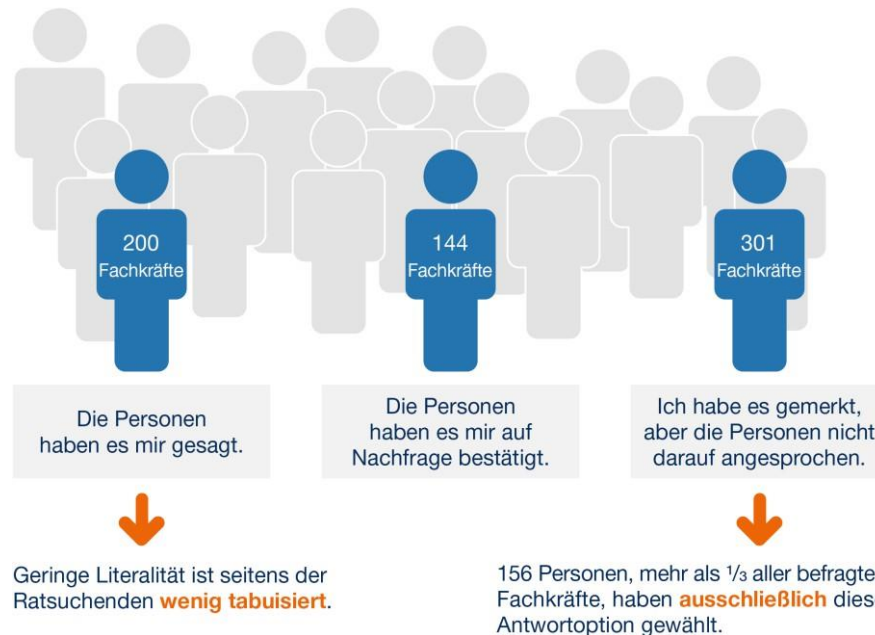 200
Fachkräfte
144
Fachkräfte
301
Fachkräfte
Die Personen
haben es mir gesagt.
Die Personen
haben es mir auf
Nachfrage bestätigt.
Ich habe es gemerkt,
aber die Personen nicht
darauf angesprochen.
Geringe Literalität ist seitens der
Ratsuchenden wenig tabuisiert.
156 Personen, mehr als ⅓ aller befragte
Fachkräfte, haben ausschließlich dies
Antwortoption gewählt.